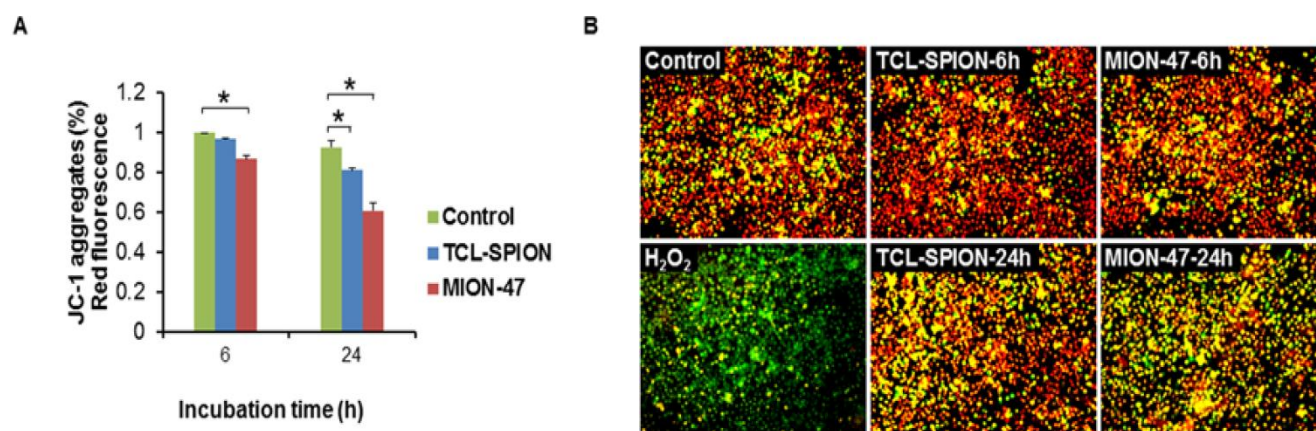 A
JC-1 aggregates (%)
Red fluorescence
1.2
1
0.8
0.6
0.4
0.2
0
*
*
*
6
24
Incubation time (h)
Control
TCL-SPION
MION-47
B
Control
TCL-SPION-6h
MION-47-6h
H₂O₂
TCL-SPION-24h
MION-47-24h